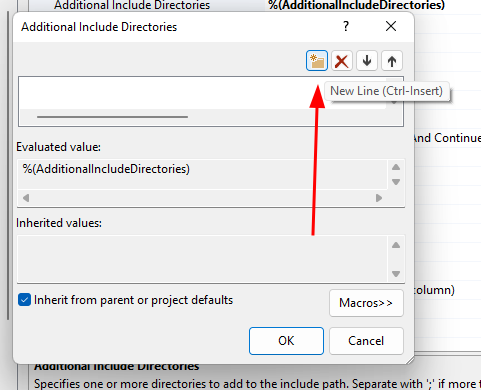 Additional Include Directories %(AdditionalIncludeDirectories)
Additional Include Directories ?
New Line (Ctrl-Insert)
And Continue
Evaluated value:
%(AdditionalIncludeDirectories)
Inherited values:
column)
Inherit from parent or project defaults
Macros>>
OK Cancel
Additional Include Directories
Specifies one or more directories to add to the include path. Separate with ';' if more t